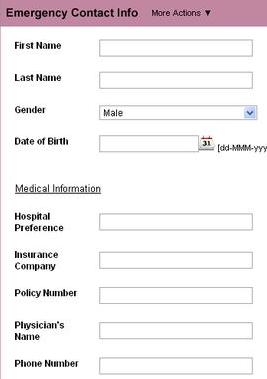 Emergency Contact Info More Actions ▼
First Name
Last Name
Gender Male
Date of Birth 31 [dd-MMM-yyy
Medical Information
Hospital
Preference
Insurance
Company
Policy Number
Physician's
Name
Phone Number